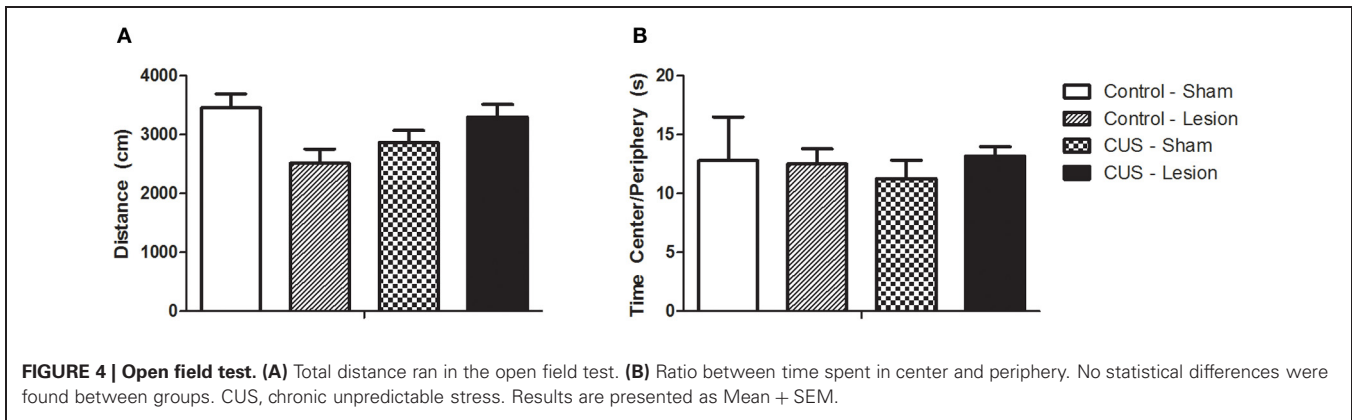 A
B
4000
3000
2000
1000
0
Distance (cm)
20
15
10
5
0
Time Center/Periphery (s)
Control - Sham
Control - Lesion
CUS - Sham
CUS - Lesion
FIGURE 4 | Open field test. (A) Total distance ran in the open field test. (B) Ratio between time spent in center and periphery. No statistical differences were
found between groups. CUS, chronic unpredictable stress. Results are presented as Mean + SEM.